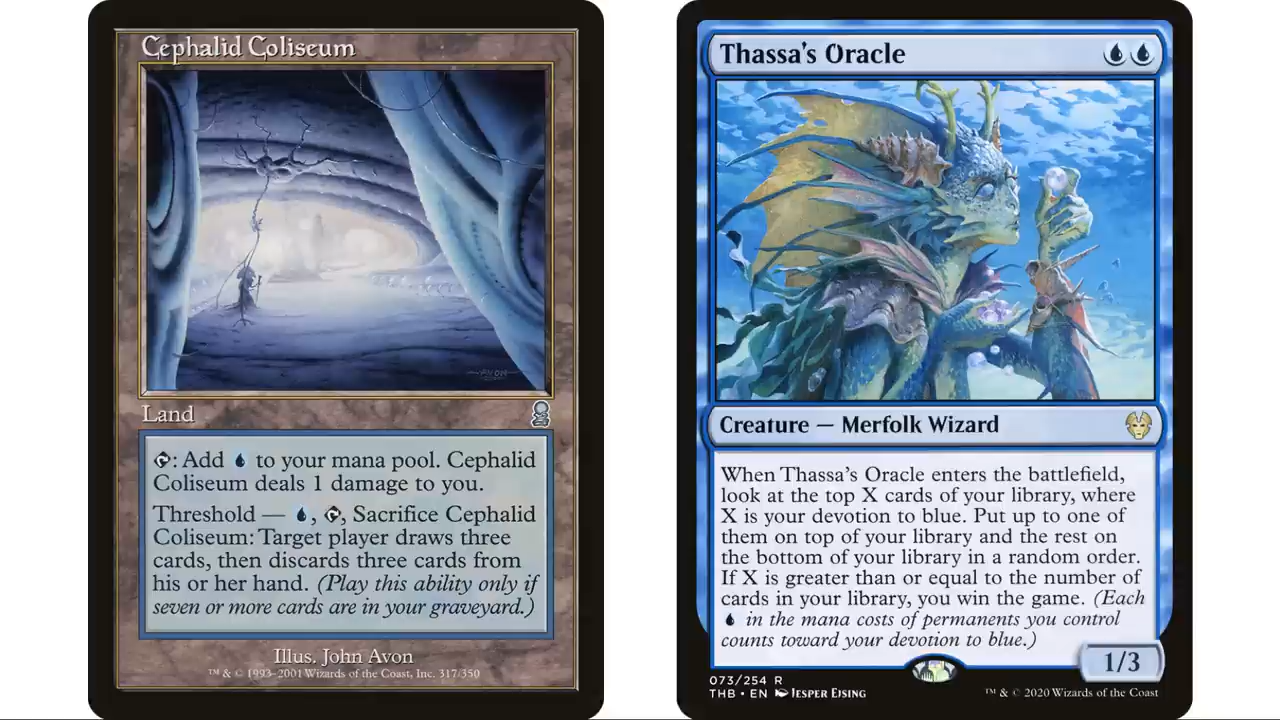 Cephalid Coliseum
Land
: Add to your mana pool. Cephalid
Coliseum deals 1 damage to you.
Threshold — , , Sacrifice Cephalid
Coliseum: Target player draws three
cards, then discards three cards from
his or her hand. (Play this ability only if
seven or more cards are in your graveyard.)
Illus. John Avon
™ & © 1993–2001 Wizards of the Coast, Inc. 317/350
Thassa's Oracle
Creature — Merfolk Wizard
When Thassa's Oracle enters the battlefield,
look at the top X cards of your library, where
X is your devotion to blue. Put up to one of
them on top of your library and the rest on
the bottom of your library in a random order.
If X is greater than or equal to the number of
cards in your library, you win the game. (Each
in the mana costs of permanents you control
counts toward your devotion to blue.)
1/3
073/254 R
THB • EN Jesper Ejsing
™ & © 2020 Wizards of the Coast